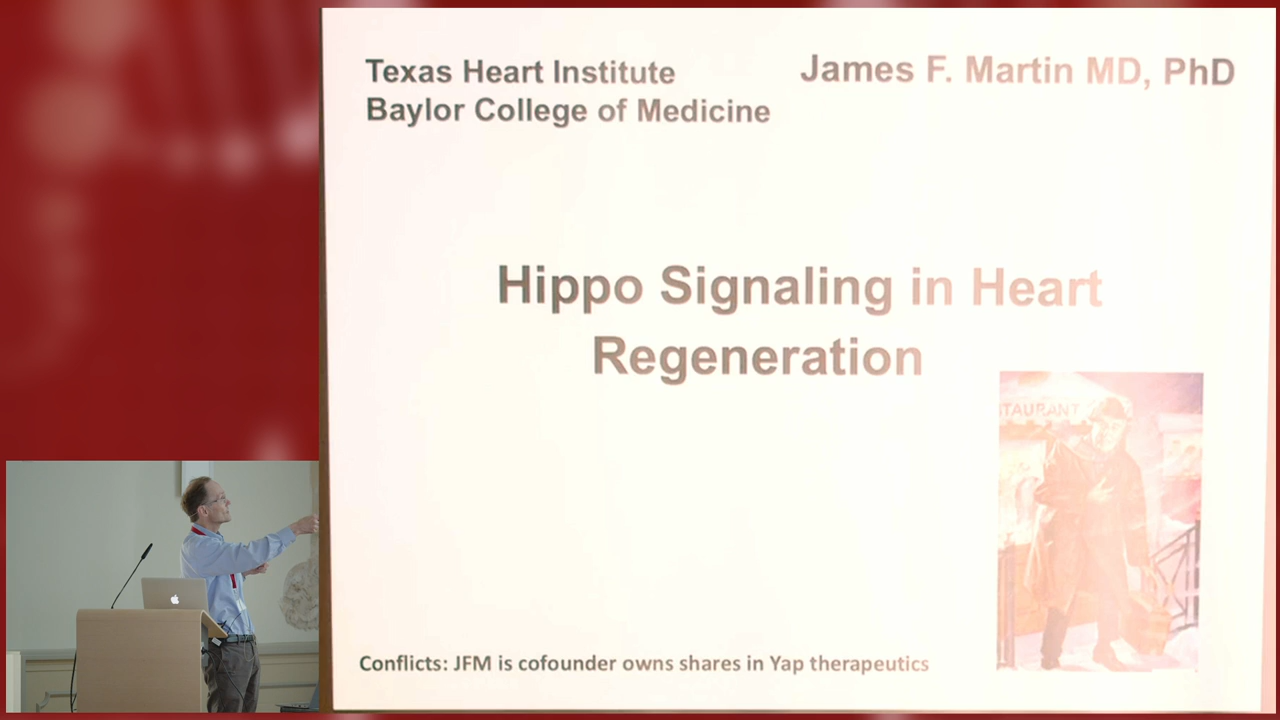 Texas Heart Institute
Baylor College of Medicine
James F. Martin MD, PhD
Hippo Signaling in Heart
Regeneration
TAURANT
Conflicts: JFM is cofounder owns shares in Yap therapeutics